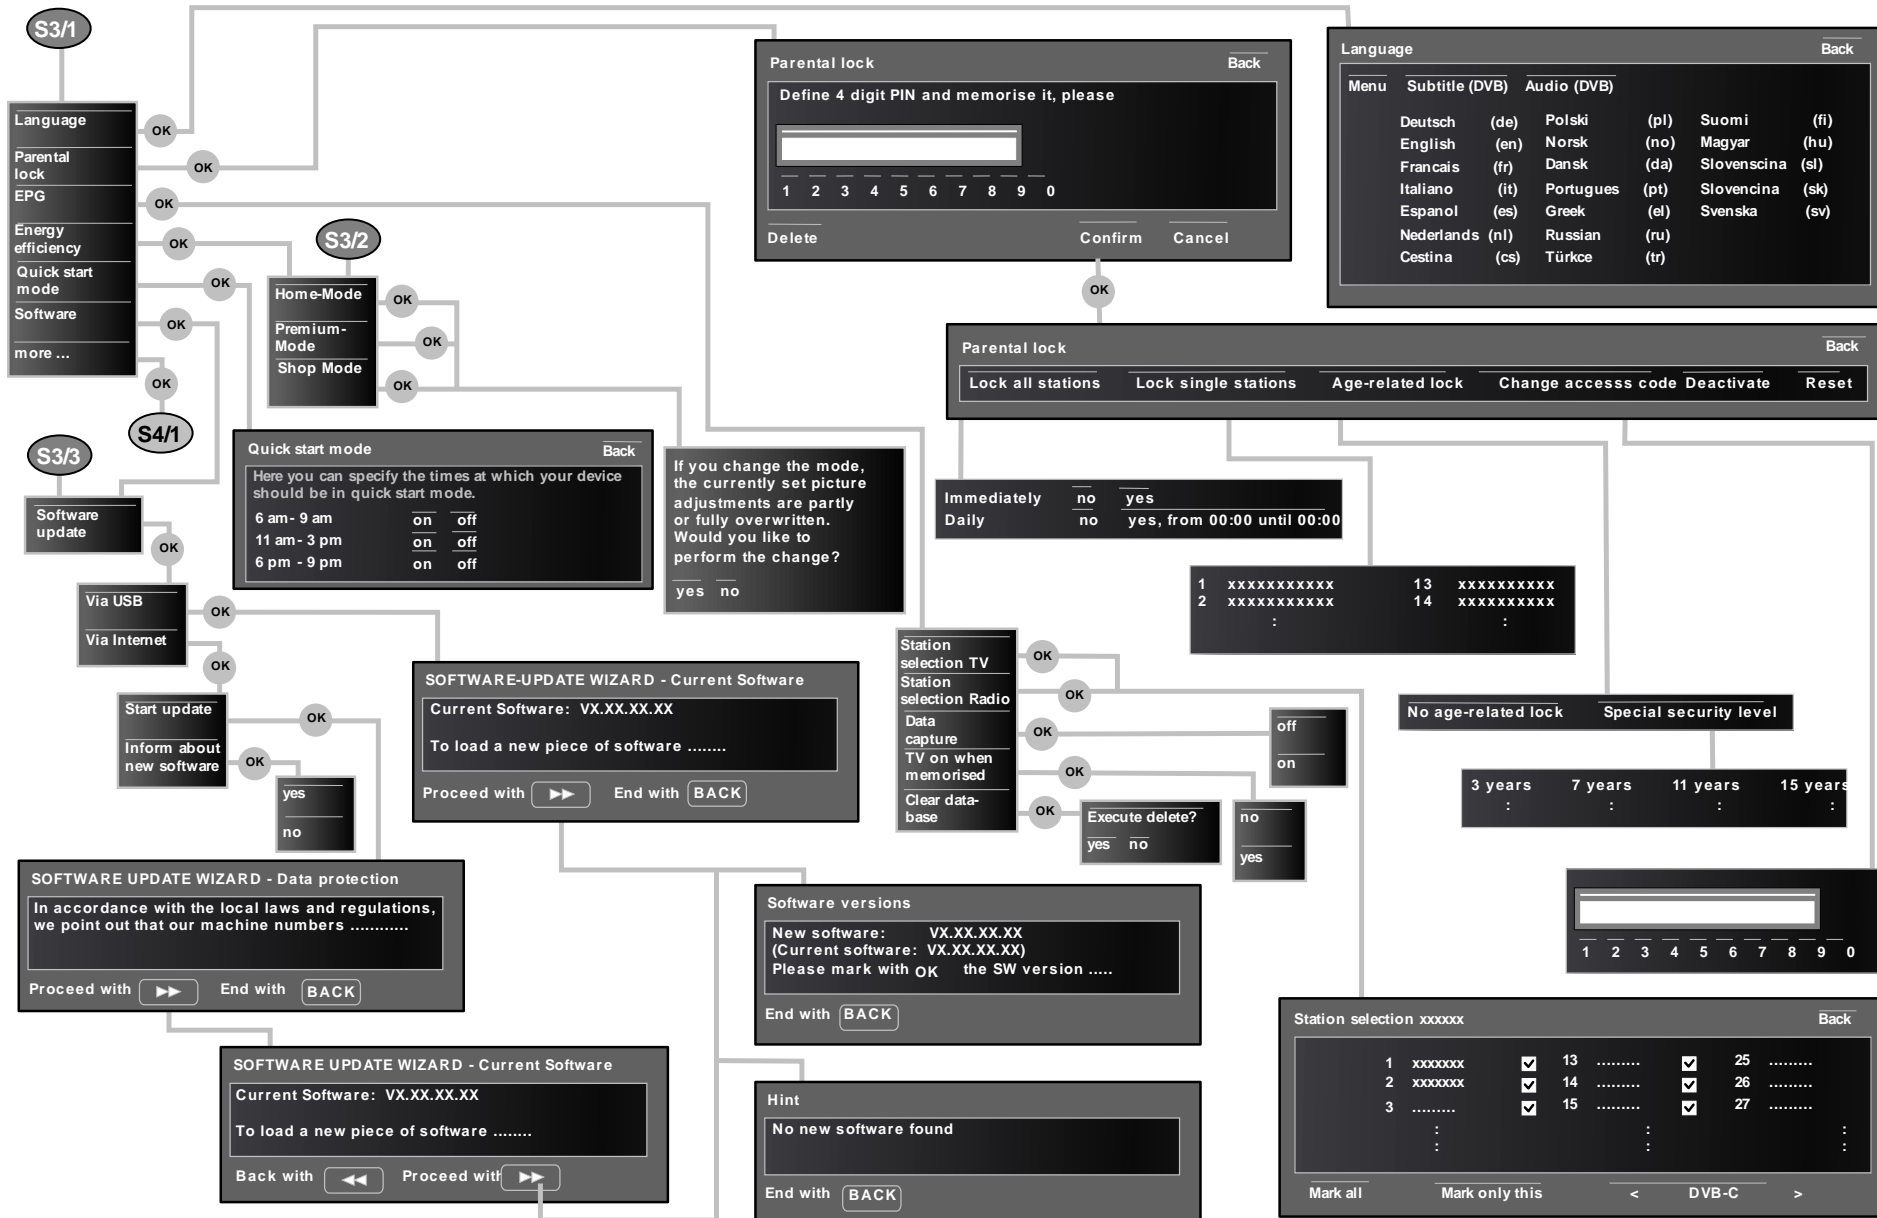 S3/1
Language
OK
Parental
lock
OK
EPG
OK
Energy
efficiency
OK
Quick start
mode
OK
Software
OK
more ...
OK
S4/1
S3/2
Home-Mode
OK
Premium-
Mode
OK
Shop Mode
OK
Parental lock
Back
Define 4 digit PIN and memorise it, please
1 2 3 4 5 6 7 8 9 0
Delete
Confirm
Cancel
OK
Language
Back
Menu Subtitle (DVB) Audio (DVB)
Deutsch (de) Polski (pl) Suomi (fi)
English (en) Norsk (no) Magyar (hu)
Francais (fr) Dansk (da) Slovenscina (sl)
Italiano (it) Portugues (pt) Slovencina (sk)
Espanol (es) Greek (el) Svenska (sv)
Nederlands (nl) Russian (ru)
Cestina (cs) Türkce (tr)
Parental lock
Back
Lock all stations Lock single stations Age-related lock Change accesss code Deactivate Reset
Immediately no yes
Daily no yes, from 00:00 until 00:00
1 xxxxxxxxxxx 13 xxxxxxxxxx
2 xxxxxxxxxxx 14 xxxxxxxxxx
: :
No age-related lock Special security level
3 years 7 years 11 years 15 years
: : : :
1 2 3 4 5 6 7 8 9 0
Quick start mode
Back
Here you can specify the times at which your device
should be in quick start mode.
6 am - 9 am on off
11 am - 3 pm on off
6 pm - 9 pm on off
If you change the mode,
the currently set picture
adjustments are partly
or fully overwritten.
Would you like to
perform the change?
yes no
S3/3
Software
update
OK
Via USB
OK
Via Internet
OK
Start update
OK
Inform about
new software
OK
yes
no
SOFTWARE-UPDATE WIZARD - Current Software
Current Software: VX.XX.XX.XX
To load a new piece of software ........
Proceed with ▶▶ End with BACK
Station
selection TV
OK
Station
selection Radio
OK
Data
capture
OK
TV on when
memorised
OK
Clear data-
base
OK
off
on
Execute delete?
yes no
no
yes
SOFTWARE UPDATE WIZARD - Data protection
In accordance with the local laws and regulations,
we point out that our machine numbers ............
Proceed with ▶▶ End with BACK
SOFTWARE UPDATE WIZARD - Current Software
Current Software: VX.XX.XX.XX
To load a new piece of software ........
Back with ◀◀ Proceed with ▶▶
Software versions
New software: VX.XX.XX.XX
(Current software: VX.XX.XX.XX)
Please mark with OK the SW version .....
End with BACK
Hint
No new software found
End with BACK
Station selection xxxxxx
Back
1 xxxxxxx 13 ......... 25 .........
2 xxxxxxx 14 ......... 26 .........
3 ......... 15 ......... 27 .........
: : :
: : :
Mark all Mark only this < DVB-C >